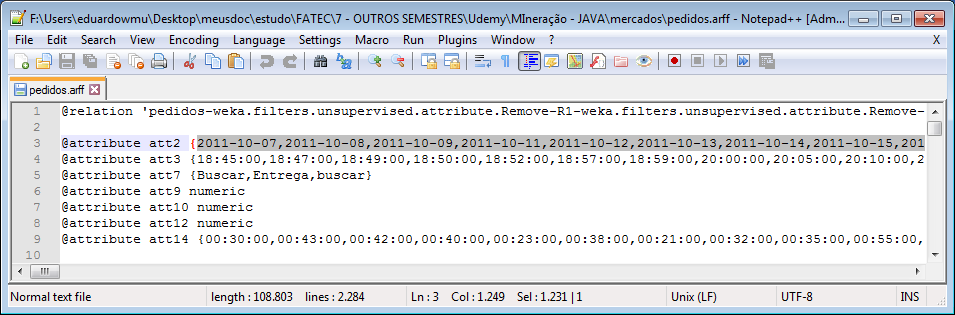 F:\Users\eduardowmu\Desktop\meusdoc\estudo\FATEC\7 - OUTROS SEMESTRES\Udemy\MIneração - JAVA\mercados\pedidos.arff - Notepad++ [Adm...
File Edit Search View Encoding Language Settings Macro Run Plugins Window ? X
pedidos.arff
1 @relation 'pedidos-weka.filters.unsupervised.attribute.Remove-R1-weka.filters.unsupervised.attribute.Remove-
2
3 @attribute att2 {2011-10-07,2011-10-08,2011-10-09,2011-10-10,2011-10-11,2011-10-12,2011-10-13,2011-10-14,2011-10-15,201
4 @attribute att3 {18:45:00,18:47:00,18:49:00,18:50:00,18:52:00,18:57:00,18:59:00,20:00:00,20:05:00,20:10:00,2
5 @attribute att7 {Buscar,Entrega,buscar}
6 @attribute att9 numeric
7 @attribute att10 numeric
8 @attribute att12 numeric
9 @attribute att14 {00:30:00,00:43:00,00:42:00,00:40:00,00:23:00,00:38:00,00:21:00,00:32:00,00:35:00,00:55:00,
10
Normal text file length : 108.803 lines : 2.284 Ln : 3 Col : 1.249 Sel : 1.231 | 1 Unix (LF) UTF-8 INS